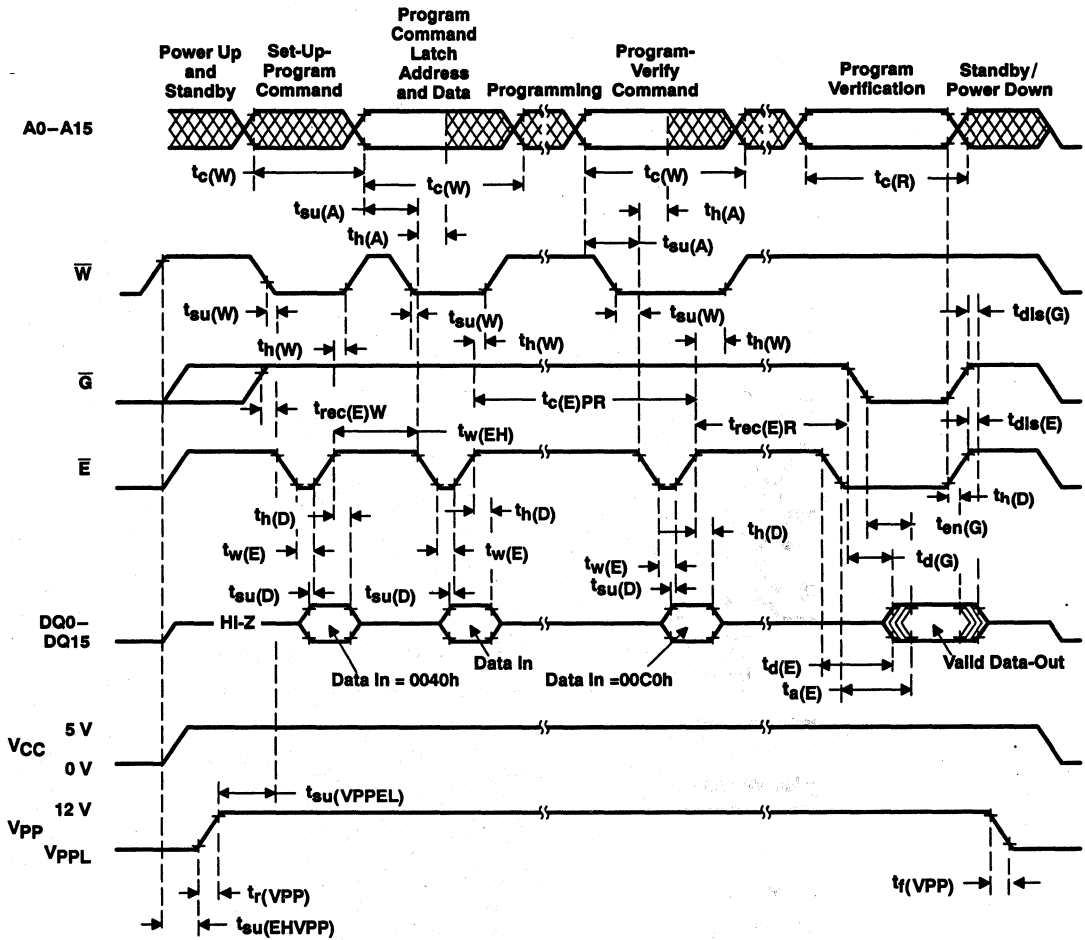 Power Up
and
Standby
Set-Up-
Program
Command
Program
Command
Latch
Address
and Data
Programming
Program-
Verify
Command
Program
Verification
Standby/
Power Down
A0–A15
tc(W)
tc(W)
tc(W)
tc(R)
tsu(A)
th(A)
th(A)
tsu(A)
W
tsu(W)
tsu(W)
tsu(W)
tdis(G)
th(W)
th(W)
th(W)
G
trec(E)W
tc(E)PR
trec(E)R
tdis(E)
tw(EH)
E
th(D)
th(D)
th(D)
th(D)
ten(G)
tw(E)
tw(E)
tw(E)
td(G)
tsu(D)
tsu(D)
tsu(D)
DQ0–
DQ15
HI-Z
Data In = 0040h
Data In
Data In =00C0h
Valid Data-Out
td(E)
ta(E)
VCC
5 V
0 V
tsu(VPPEL)
VPP
12 V
VPPL
tr(VPP)
tf(VPP)
tsu(EHVPP)